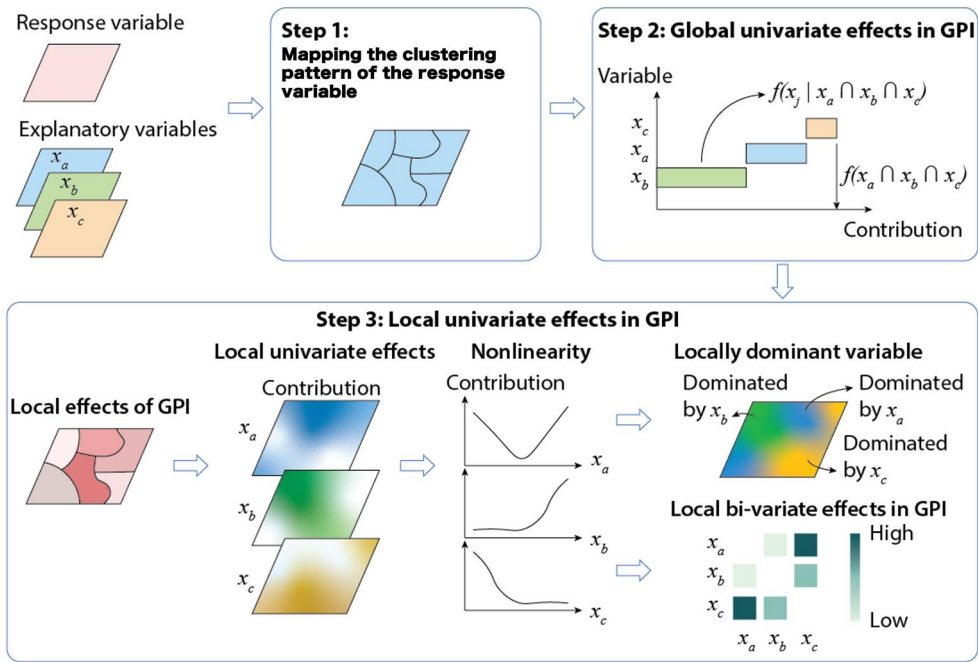 Response variable
Explanatory variables
x_a
x_b
x_c
Step 1:
Mapping the clustering
pattern of the response
variable
Step 2: Global univariate effects in GPI
Variable
f(x_j | x_a ∩ x_b ∩ x_c)
x_c
x_a
x_b
f(x_a ∩ x_b ∩ x_c)
Contribution
Step 3: Local univariate effects in GPI
Local effects of GPI
Local univariate effects
Contribution
x_a
x_b
x_c
Nonlinearity
Contribution
x_a
x_b
x_c
Locally dominant variable
Dominated
by x_b
Dominated
by x_a
Dominated
by x_c
Local bi-variate effects in GPI
x_a
x_b
x_c
x_a x_b x_c
High
Low